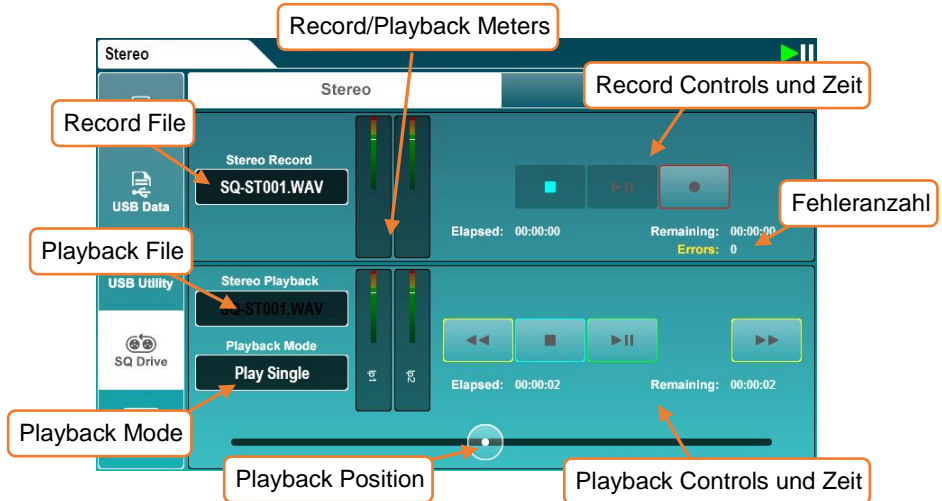 Record/Playback Meters
Stereo
Stereo
Record Controls und Zeit
Record File
Stereo Record
SQ-ST001.WAV
USB Data
Fehleranzahl
Elapsed: 00:00:00
Remaining: 00:00:00
Errors: 0
Playback File
USB Utility
Stereo Playback
SQ-ST001.WAV
Playback Mode
Play Single
Ip1
Ip2
SQ Drive
Elapsed: 00:00:02
Remaining: 00:00:02
Playback Mode
Playback Position
Playback Controls und Zeit